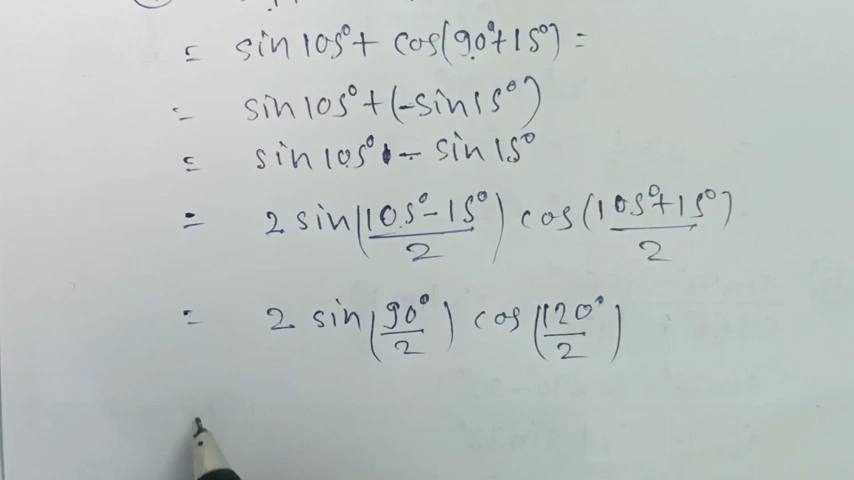 = sin 105° + cos(90°+15°) =
= sin 105° + (-sin 15°)
= sin 105° - sin 15°
= 2 sin((105°-15°)/2) cos((105°+15°)/2)
= 2 sin(90°/2) cos(120°/2)